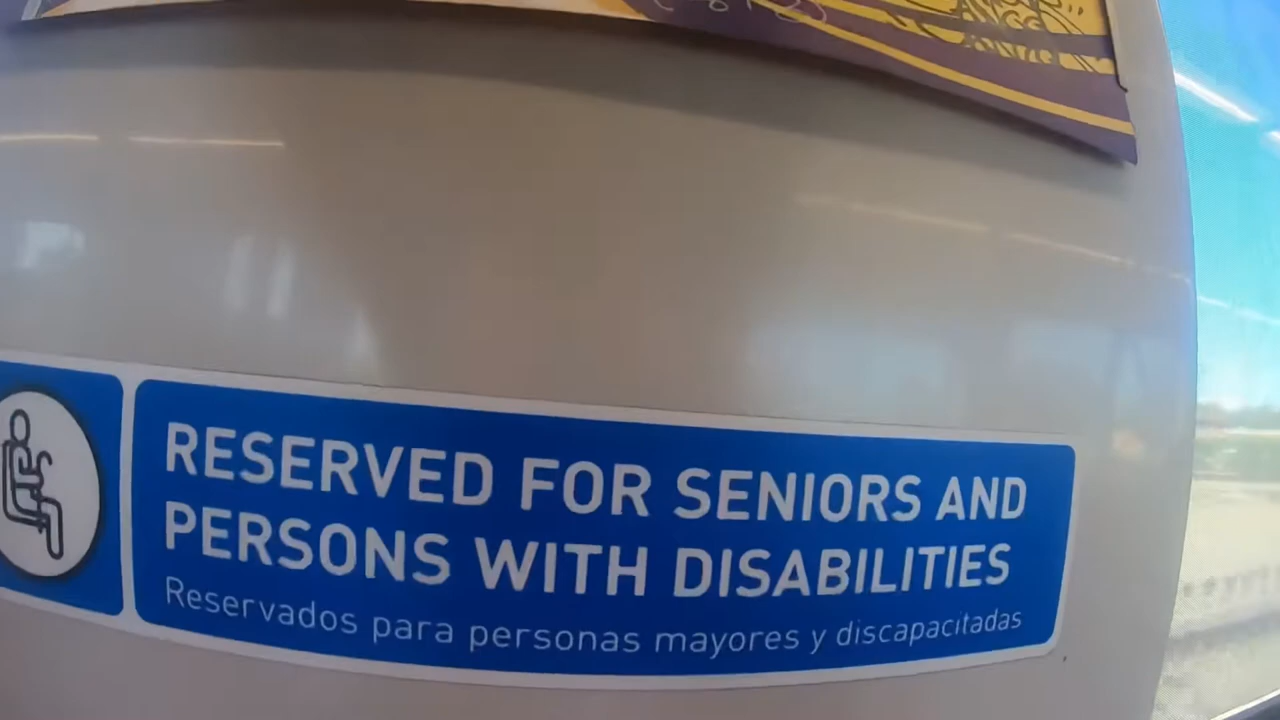 RESERVED FOR SENIORS AND
PERSONS WITH DISABILITIES
Reservados para personas mayores y discapacitadas